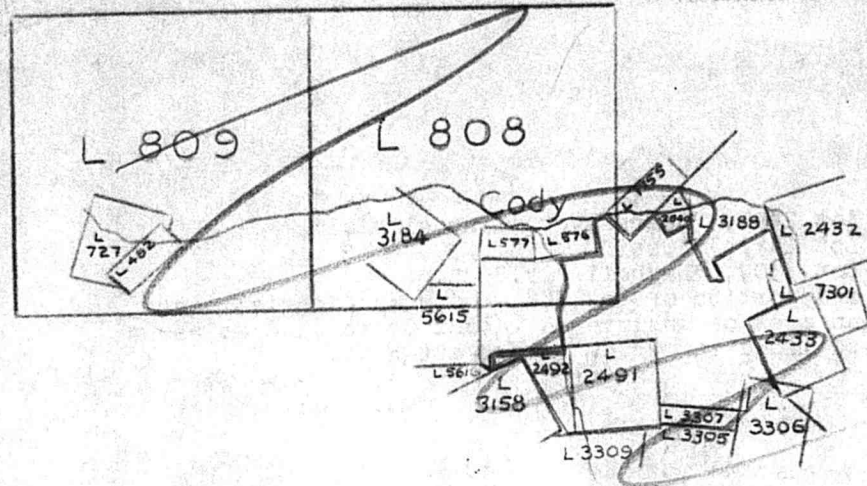 L 809
L 808
Cody
L 727
L 482
L 3184
L 577
L 576
L 1155
L 3188
L 2432
L 5615
L 7301
L
L 2433
L 3158
L 2492
L 2491
L 3307
L 3305
L 3306
L 3309